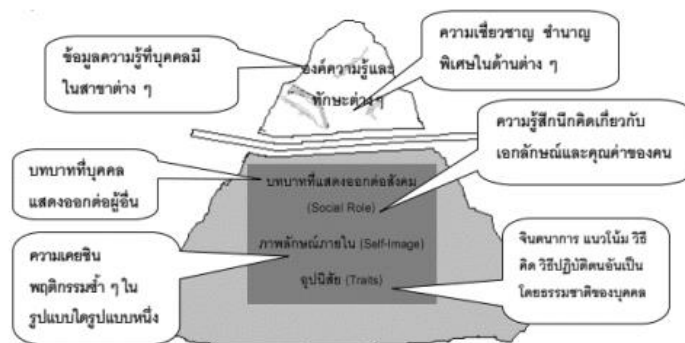 ข้อมูลความรู้ที่บุคคลมี
ในสาขาต่าง ๆ
องค์ความรู้และ
ทักษะต่าง ๆ
ความเชี่ยวชาญ ชำนาญ
พิเศษในด้านต่าง ๆ
ความรู้สึกนึกคิดเกี่ยวกับ
เอกลักษณ์และคุณค่าของคน
บทบาทที่บุคคล
แสดงออกต่อผู้อื่น
บทบาทที่แสดงออกต่อสังคม
(Social Role)
ภาพลักษณ์ภายใน (Self-Image)
อุปนิสัย (Traits)
ความเคยชิน
พฤติกรรมซ้ำ ๆ ใน
รูปแบบใดรูปแบบหนึ่ง
จินตนาการ แนวโน้ม วิธี
คิด วิธีปฏิบัติตนอันเป็น
โดยธรรมชาติของบุคคล